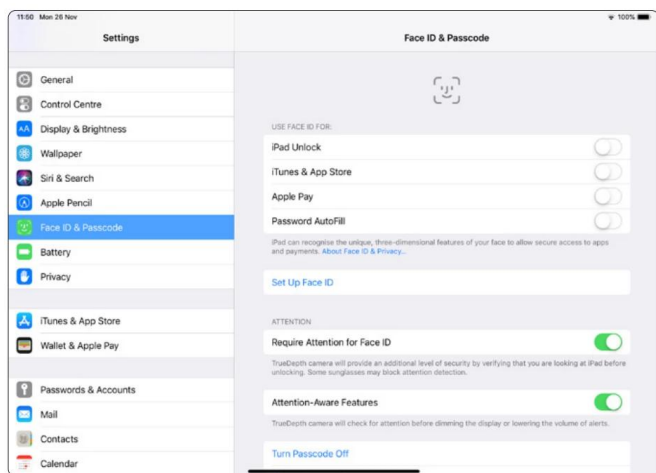 11:50 Mon 26 Nov
100%
Settings
General
Control Centre
Display & Brightness
Wallpaper
Siri & Search
Apple Pencil
Face ID & Passcode
Battery
Privacy
iTunes & App Store
Wallet & Apple Pay
Passwords & Accounts
Mail
Contacts
Calendar
Face ID & Passcode
USE FACE ID FOR:
iPad Unlock
iTunes & App Store
Apple Pay
Password AutoFill
iPad can recognise the unique, three-dimensional features of your face to allow secure access to apps
and payments. About Face ID & Privacy...
Set Up Face ID
ATTENTION
Require Attention for Face ID
TrueDepth camera will provide an additional level of security by verifying that you are looking at iPad before
unlocking. Some sunglasses may block attention detection.
Attention-Aware Features
TrueDepth camera will check for attention before dimming the display or lowering the volume of alerts.
Turn Passcode Off